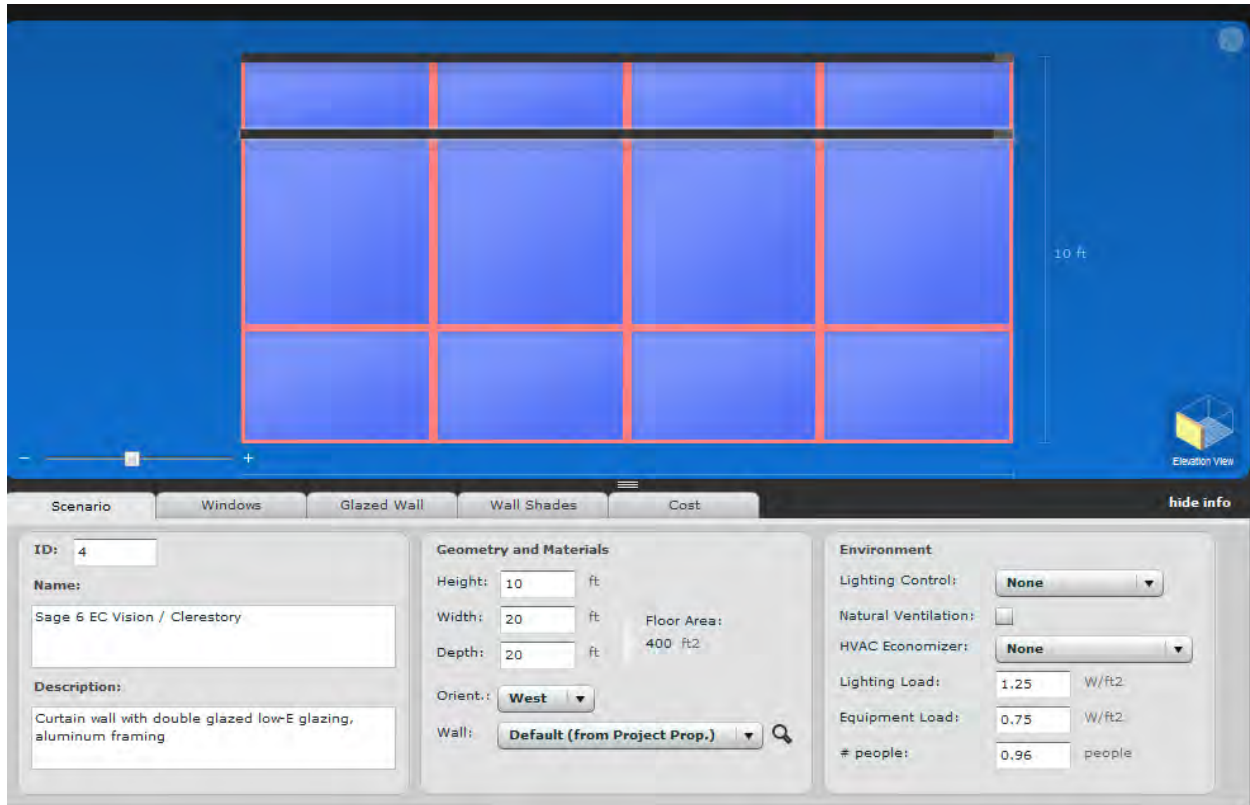 10 ft
Elevation View
− +
Scenario
Windows
Glazed Wall
Wall Shades
Cost
hide info
ID: 4
Name:
Sage 6 EC Vision / Clerestory
Description:
Curtain wall with double glazed low-E glazing,
aluminum framing
Geometry and Materials
Height: 10 ft
Width: 20 ft
Depth: 20 ft
Floor Area:
400 ft2
Orient.: West
Wall: Default (from Project Prop.)
Environment
Lighting Control: None
Natural Ventilation:
HVAC Economizer: None
Lighting Load: 1.25 W/ft2
Equipment Load: 0.75 W/ft2
# people: 0.96 people